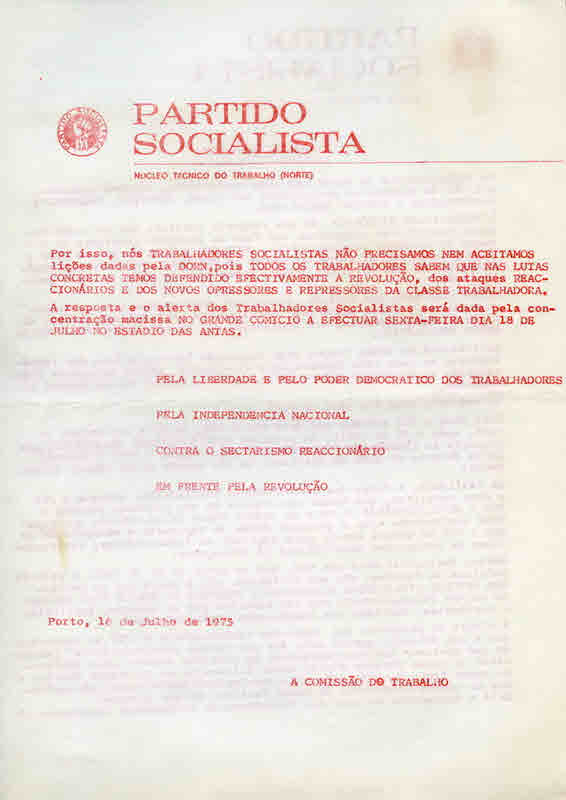 PARTIDO
SOCIALISTA
NUCLEO TECNICO DO TRABALHO (NORTE)
Por isso, nós TRABALHADORES SOCIALISTAS NÃO PRECISAMOS NEM ACEITAMOS
lições dadas pela DORN,pois TODOS OS TRABALHADORES SABEM QUE NAS LUTAS
CONCRETAS TEMOS DEFENDIDO EFECTIVAMENTE A REVOLUÇÃO, dos ataques REAC-
CIONÁRIOS E DOS NOVOS OPRESSORES E REPRESSORES DA CLASSE TRABALHADORA.
A resposta e o alerta dos Trabalhadores Socialistas será dada pela con-
centração macissa NO GRANDE COMYCIO A EFECTUAR SEXTA-FEIRA DIA 18 DE
JULHO NO ESTADIO DAS ANTAS.
PELA LIBERDADE E PELO PODER DEMOCRATICO DOS TRABALHADORES
PELA INDEPENDENCIA NACIONAL
CONTRA O SECTARISMO REACCIONÁRIO
EM FRENTE PELA REVOLUÇÃO
Porto, 16 de Julho de 1975
A COMISSÃO DO TRABALHO